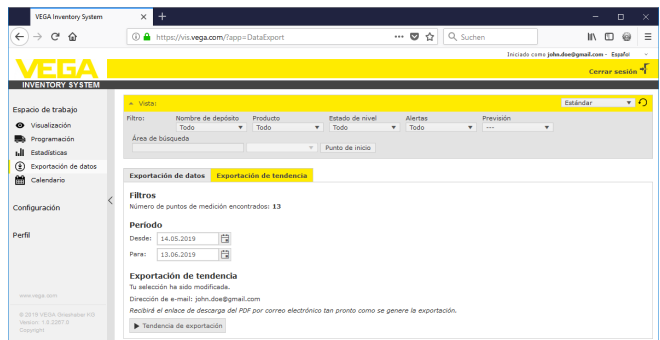 VEGA Inventory System
https://vis.vega.com/?app=DataExport
Suchen
Iniciado como john.doe@gmail.com - Español
VEGA
INVENTORY SYSTEM
Cerrar sesión
Espacio de trabajo
Visualización
Programación
Estadísticas
Exportación de datos
Calendario
Configuración
Perfil
www.vega.com
© 2019 VEGA Grieshaber KG
Version: 1.9.2287.0
Copyright
Vista:
Estándar
Filtro:
Nombre de depósito Producto Estado de nivel Alertas Previsión
Todo Todo Todo Todo ---
Área de búsqueda
Punto de inicio
Exportación de datos Exportación de tendencia
Filtros
Número de puntos de medición encontrados: 13
Período
Desde: 14.05.2019
Para: 13.06.2019
Exportación de tendencia
Tu selección ha sido modificada.
Dirección de e-mail: john.doe@gmail.com
Recibirá el enlace de descarga del PDF por correo electrónico tan pronto como se genere la exportación.
Tendencia de exportación